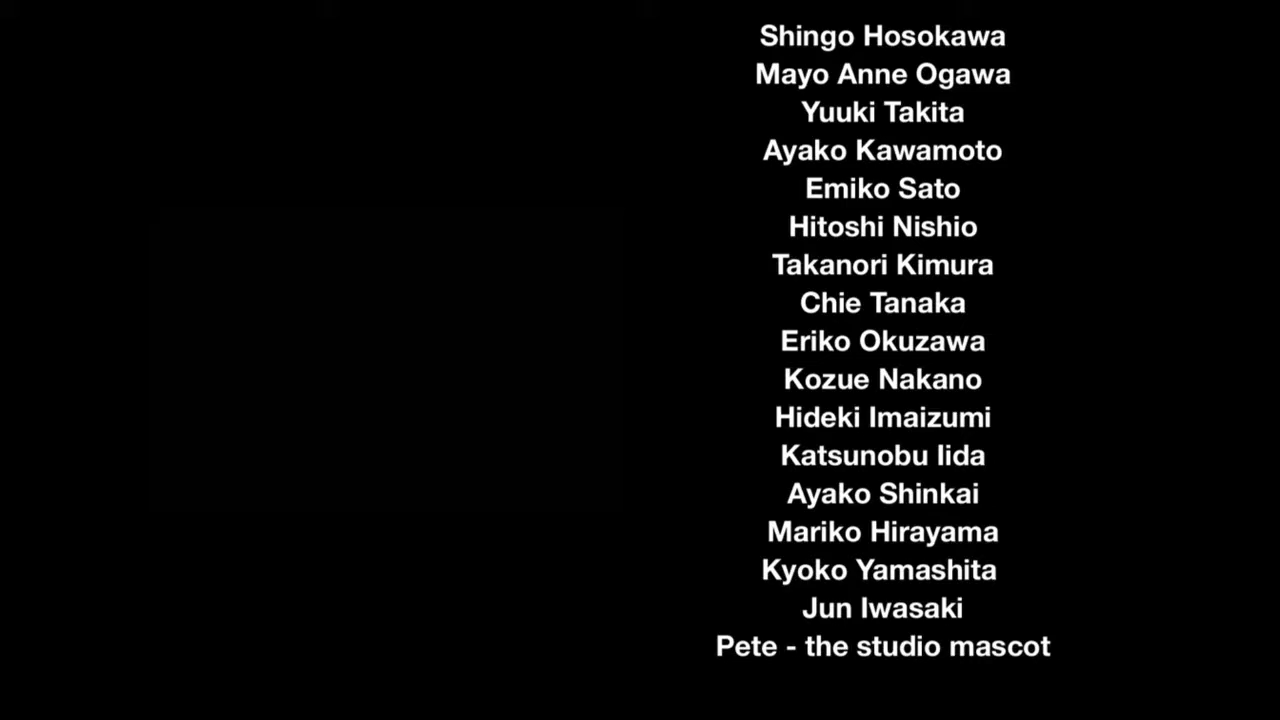 Shingo Hosokawa
Mayo Anne Ogawa
Yuuki Takita
Ayako Kawamoto
Emiko Sato
Hitoshi Nishio
Takanori Kimura
Chie Tanaka
Eriko Okuzawa
Kozue Nakano
Hideki Imaizumi
Katsunobu Iida
Ayako Shinkai
Mariko Hirayama
Kyoko Yamashita
Jun Iwasaki
Pete - the studio mascot